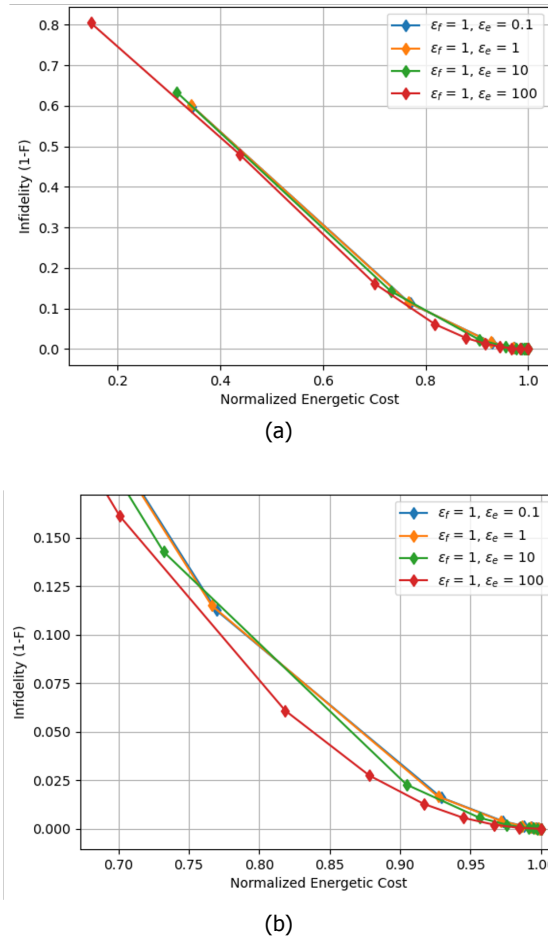 0.8
0.7
0.6
0.5
0.4
0.3
0.2
0.1
0.0
Infidelity (1-F)
εf = 1, εe = 0.1
εf = 1, εe = 1
εf = 1, εe = 10
εf = 1, εe = 100
0.2 0.4 0.6 0.8 1.0
Normalized Energetic Cost
(a)
0.150
0.125
0.100
0.075
0.050
0.025
0.000
Infidelity (1-F)
εf = 1, εe = 0.1
εf = 1, εe = 1
εf = 1, εe = 10
εf = 1, εe = 100
0.70 0.75 0.80 0.85 0.90 0.95 1.0
Normalized Energetic Cost
(b)